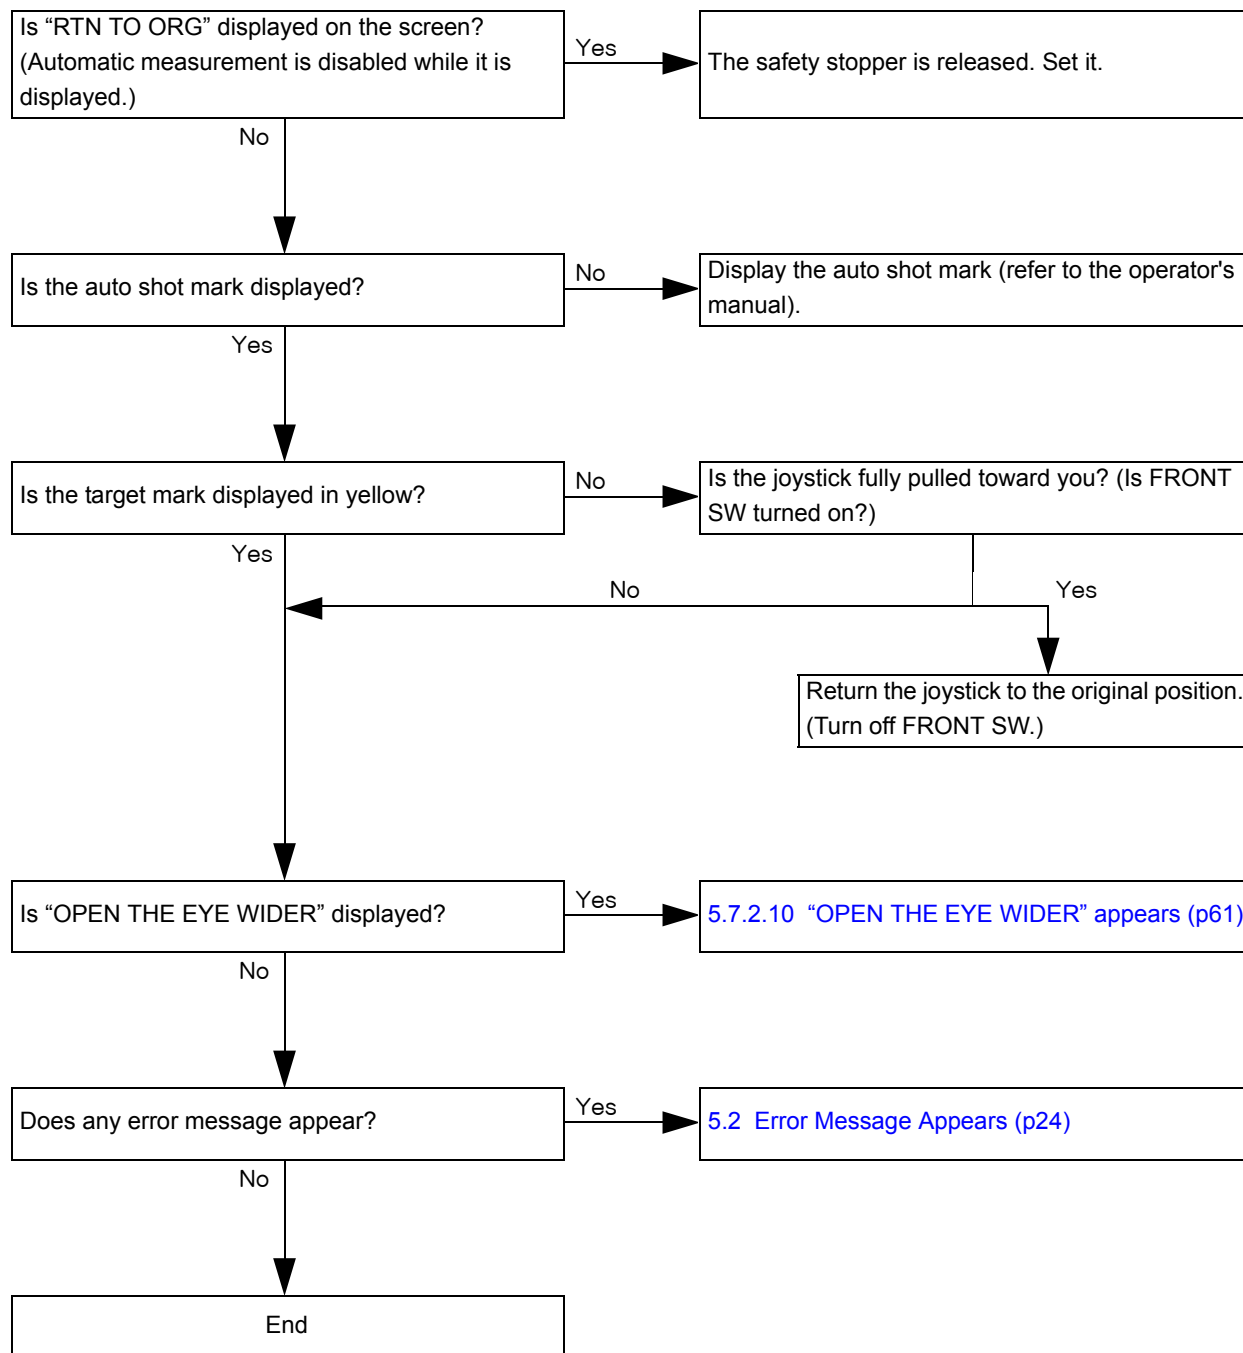 Is “RTN TO ORG” displayed on the screen?
(Automatic measurement is disabled while it is
displayed.)
Yes
The safety stopper is released. Set it.
No
Is the auto shot mark displayed?
No
Display the auto shot mark (refer to the operator's
manual).
Yes
Is the target mark displayed in yellow?
No
Is the joystick fully pulled toward you? (Is FRONT
SW turned on?)
Yes
No
Yes
Return the joystick to the original position.
(Turn off FRONT SW.)
Is “OPEN THE EYE WIDER” displayed?
Yes
5.7.2.10 “OPEN THE EYE WIDER” appears (p61)
No
Does any error message appear?
Yes
5.2 Error Message Appears (p24)
No
End